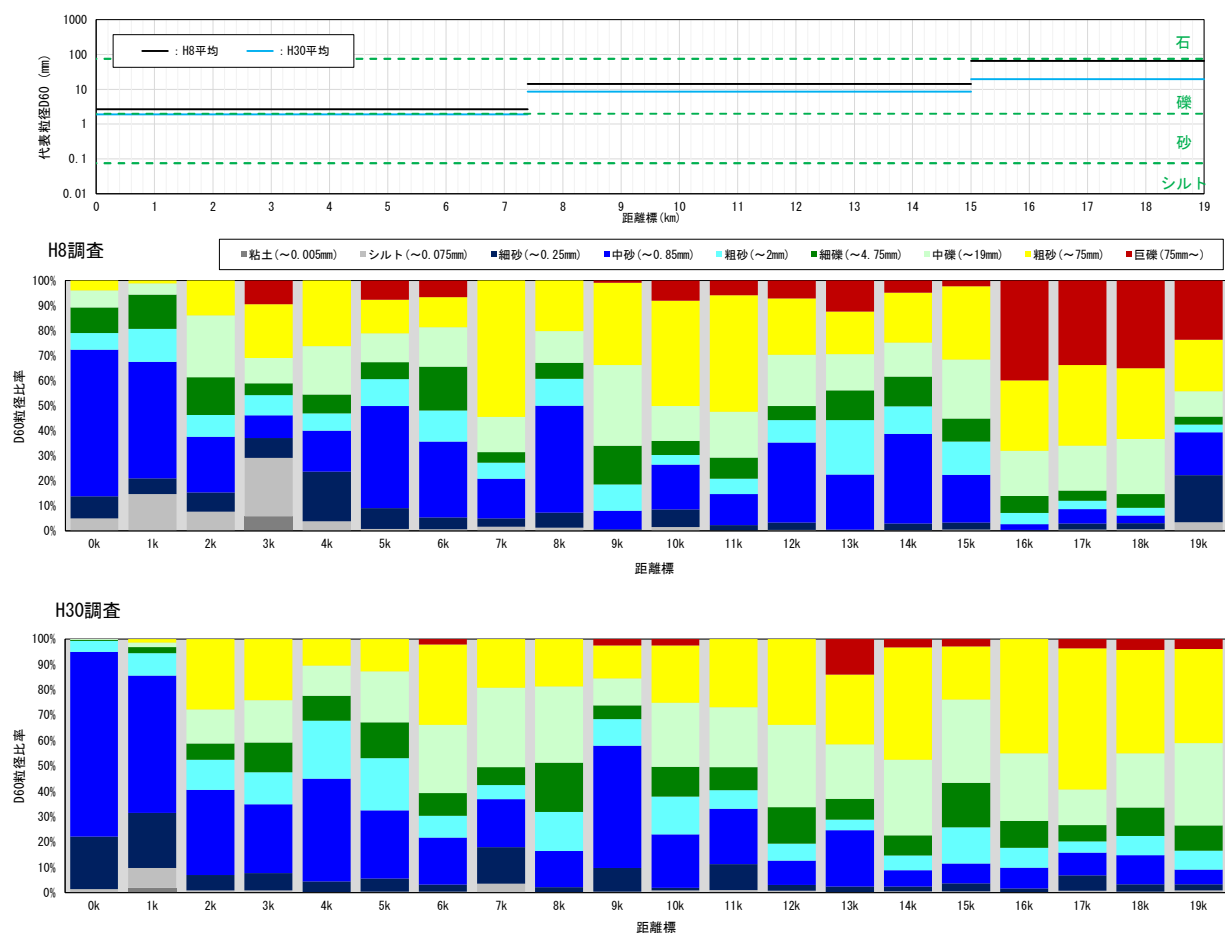 1000
100
10
1
0.1
0.01
代表粒径D60 (mm)
：H8平均 ：H30平均
石
礫
砂
シルト
0 1 2 3 4 5 6 7 8 9 10 11 12 13 14 15 16 17 18 19
距離標(km)
H8調査
粘土(～0.005mm) シルト(～0.075mm) 細砂(～0.25mm) 中砂(～0.85mm) 粗砂(～2mm) 細礫(～4.75mm) 中礫(～19mm) 粗砂(～75mm) 巨礫(75mm～)
100%
90%
80%
70%
60%
50%
40%
30%
20%
10%
0%
D60粒径比率
0k 1k 2k 3k 4k 5k 6k 7k 8k 9k 10k 11k 12k 13k 14k 15k 16k 17k 18k 19k
距離標
H30調査
100%
90%
80%
70%
60%
50%
40%
30%
20%
10%
0%
D60粒径比率
0k 1k 2k 3k 4k 5k 6k 7k 8k 9k 10k 11k 12k 13k 14k 15k 16k 17k 18k 19k
距離標